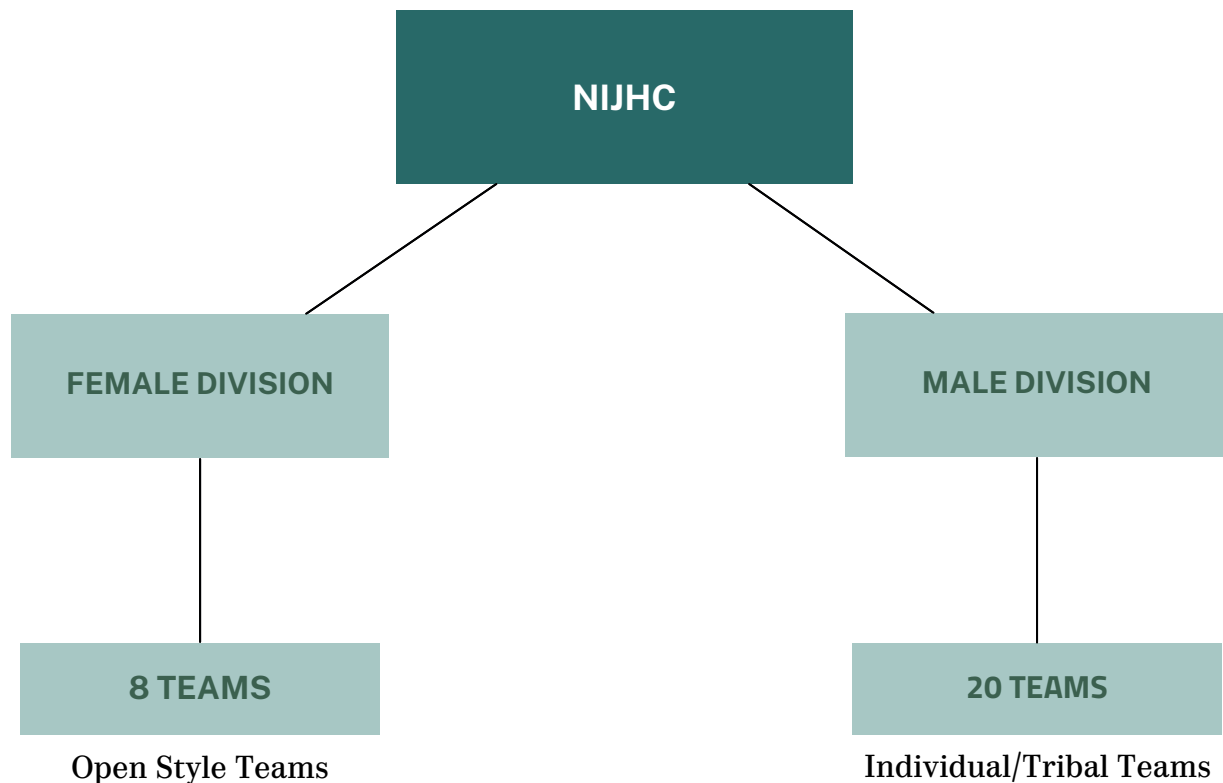 NIJHC
FEMALE DIVISION
MALE DIVISION
8 TEAMS
20 TEAMS
Open Style Teams
Individual/Tribal Teams